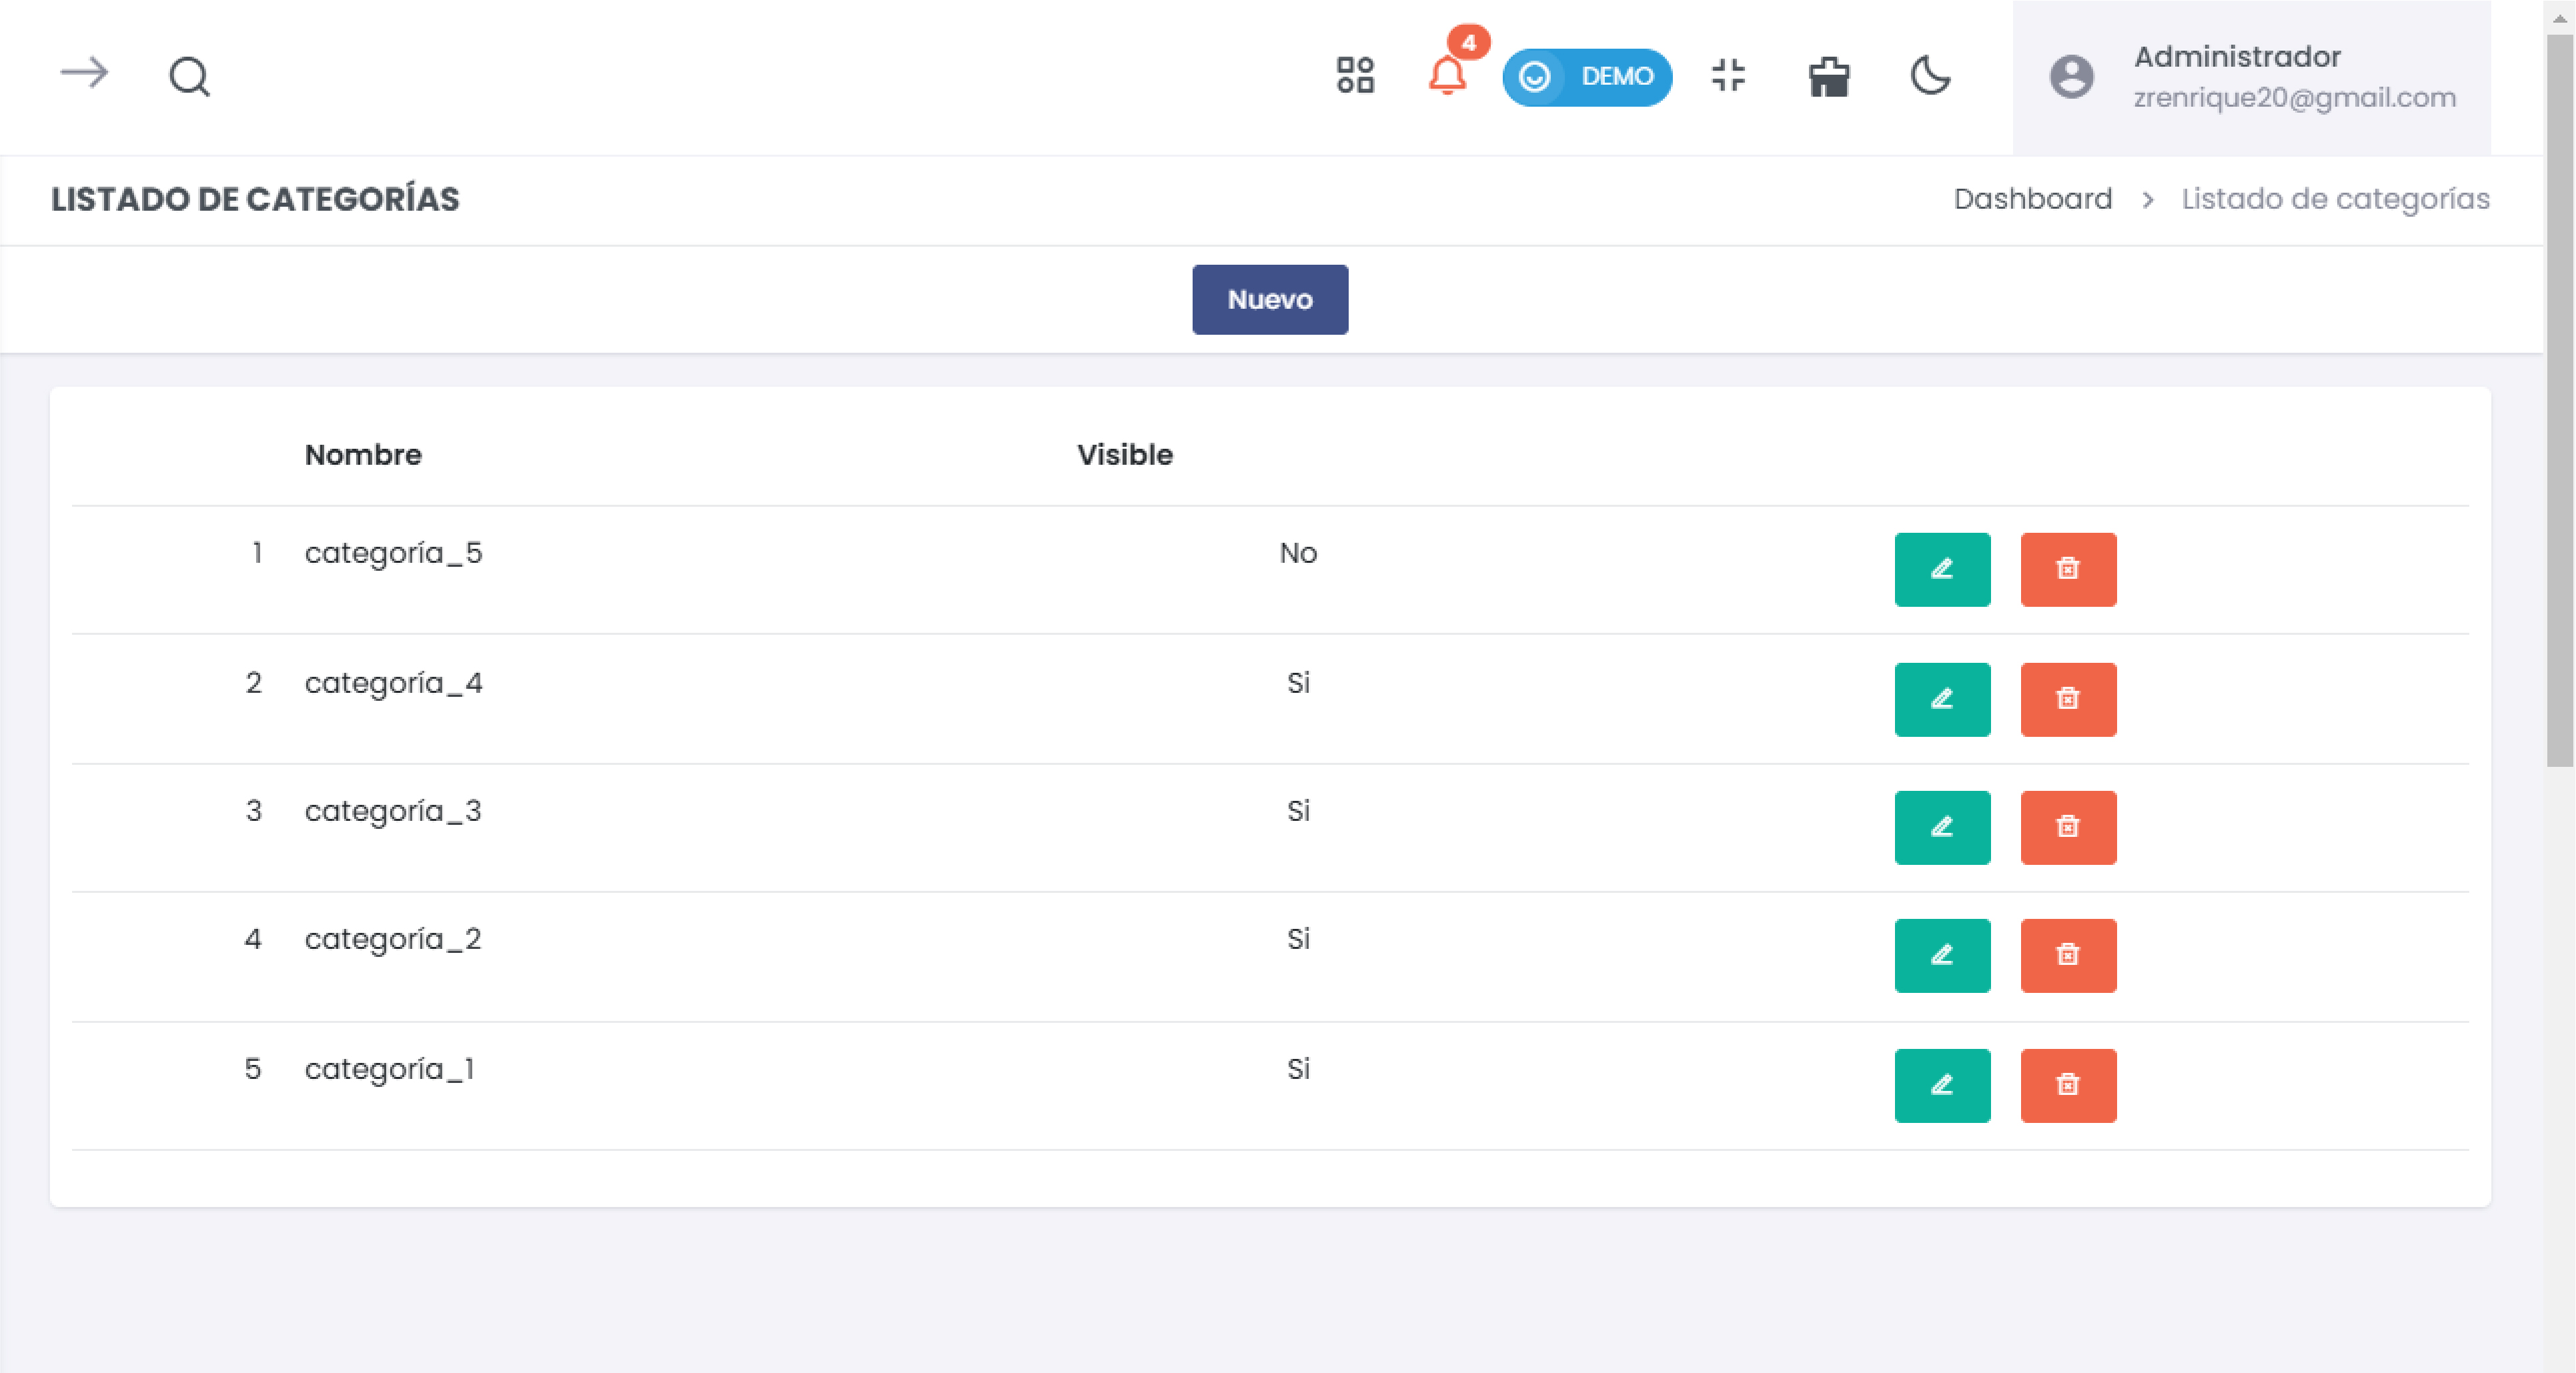 4
DEMO
Administrador
zrenrique20@gmail.com
LISTADO DE CATEGORÍAS
Dashboard > Listado de categorías
Nuevo
Nombre Visible
1 categoría_5 No
2 categoría_4 Si
3 categoría_3 Si
4 categoría_2 Si
5 categoría_1 Si